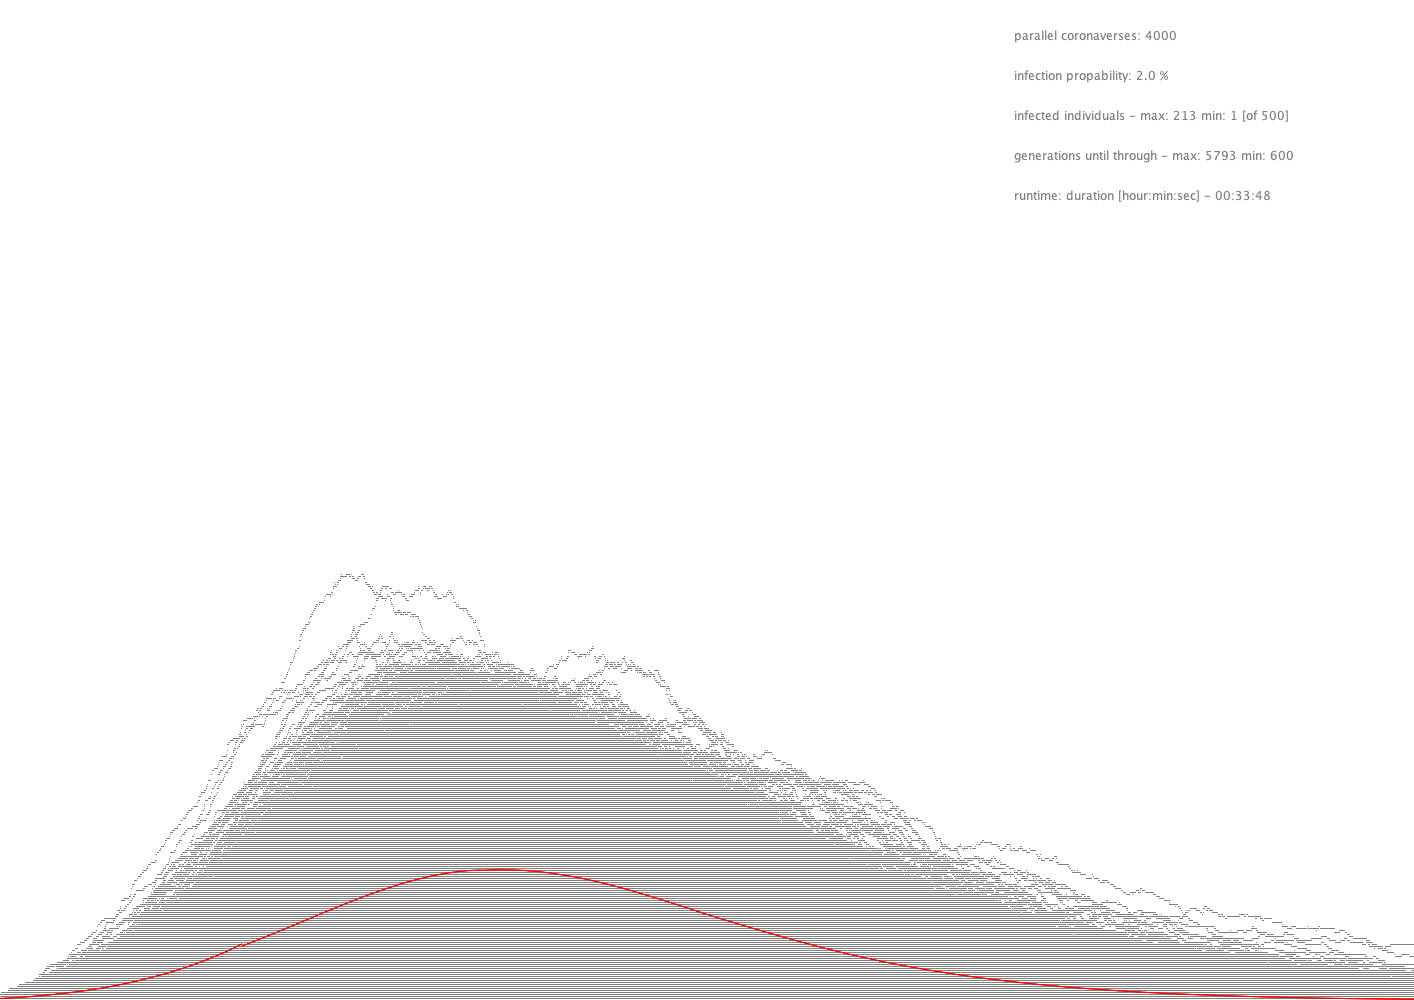 parallel coronaverses: 4000
infection propability: 2.0 %
infected individuals – max: 213 min: 1 [of 500]
generations until through – max: 5793 min: 600
runtime: duration [hour:min:sec] – 00:33:48